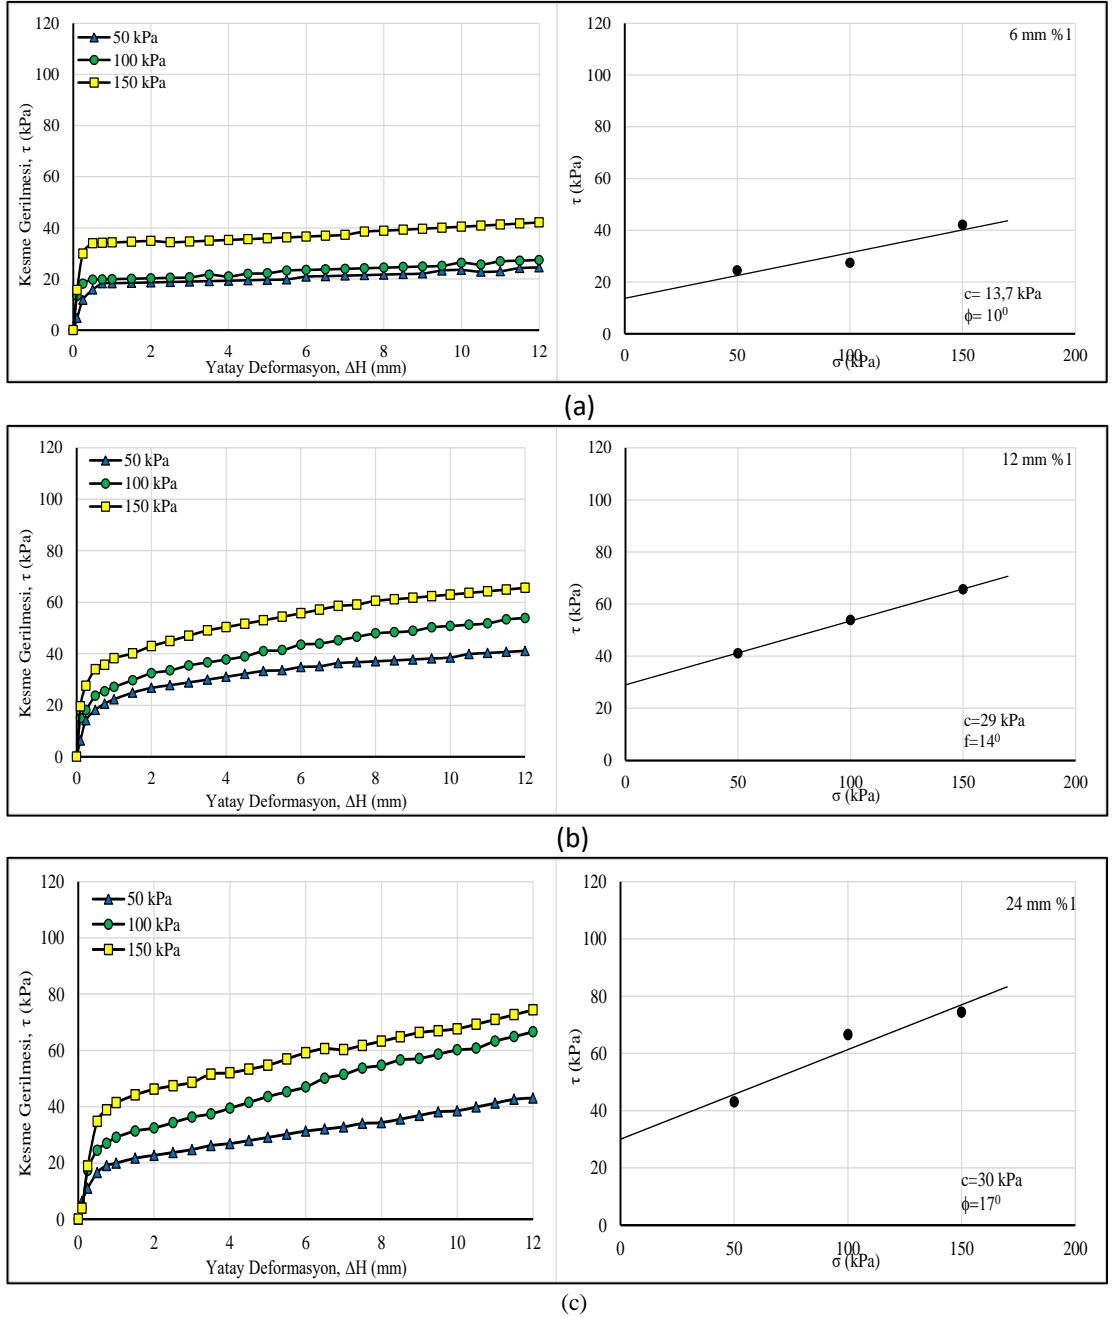 120
100
80
60
40
20
0
0 2 4 6 8 10 12
Kesme Gerilmesi, τ (kPa)
Yatay Deformasyon, ΔH (mm)
50 kPa
100 kPa
150 kPa
6 mm %1
120
100
80
60
40
20
0
0 50 100 150 200
τ (kPa)
σ (kPa)
c= 13,7 kPa
ϕ= 10⁰
(a)
120
100
80
60
40
20
0
0 2 4 6 8 10 12
Kesme Gerilmesi, τ (kPa)
Yatay Deformasyon, ΔH (mm)
50 kPa
100 kPa
150 kPa
12 mm %1
120
100
80
60
40
20
0
0 50 100 150 200
τ (kPa)
σ (kPa)
c=29 kPa
f=14⁰
(b)
120
100
80
60
40
20
0
0 2 4 6 8 10 12
Kesme Gerilmesi, τ (kPa)
Yatay Deformasyon, ΔH (mm)
50 kPa
100 kPa
150 kPa
24 mm %1
120
100
80
60
40
20
0
0 50 100 150 200
τ (kPa)
σ (kPa)
c=30 kPa
ϕ=17⁰
(c)